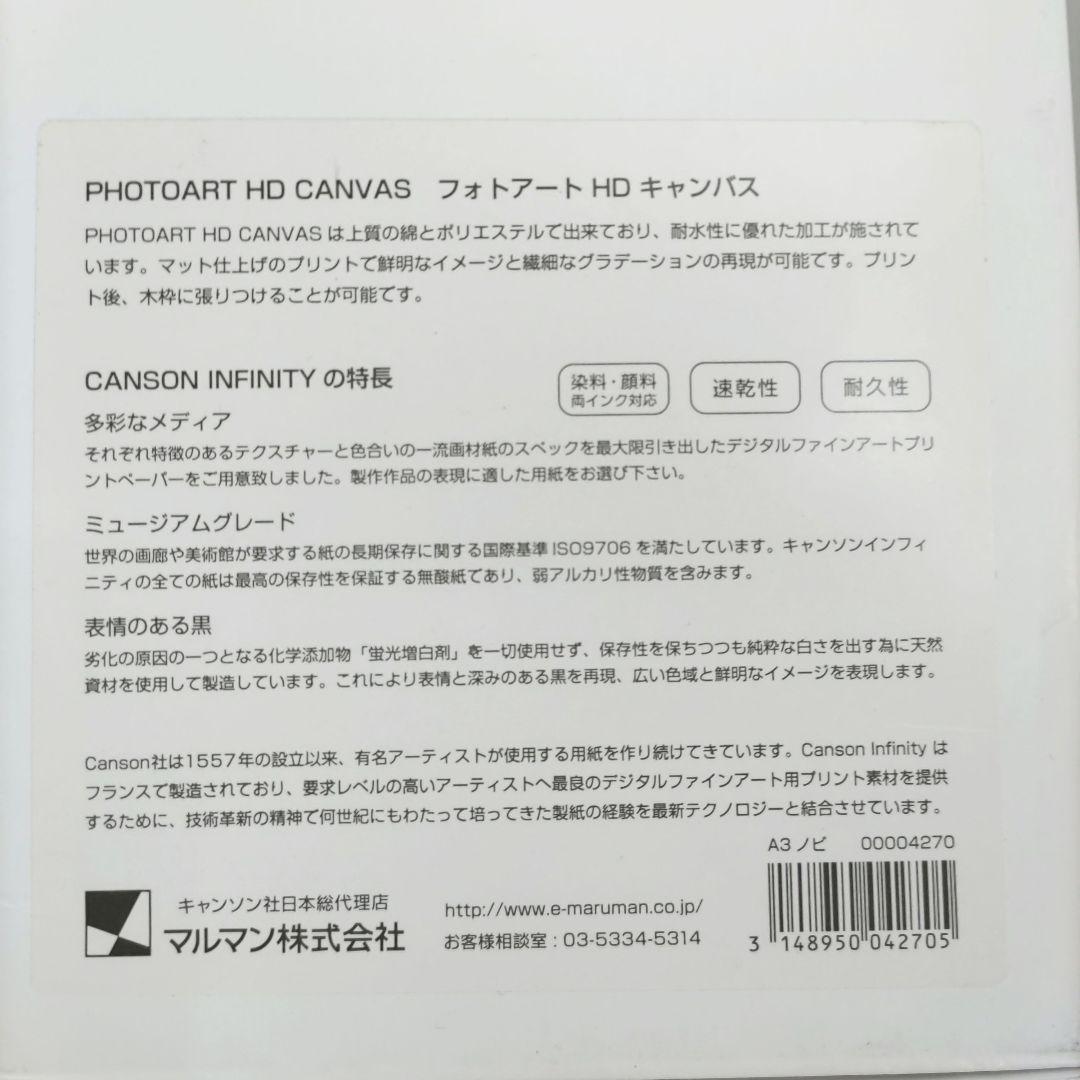 PHOTOART HD CANVAS フォトアート HD キャンバス
PHOTOART HD CANVAS は上質の綿とポリエステルで出来ており、耐水性に優れた加工が施されて
います。マット仕上げのプリントで鮮明なイメージと繊細なグラデーションの再現が可能です。プリン
ト後、木枠に張りつけることが可能です。
CANSON INFINITY の特長
染料・顔料
両インク対応
速乾性
耐久性
多彩なメディア
それぞれ特徴のあるテクスチャーと色合いの一流画材紙のスペックを最大限引き出したデジタルファインアートプリ
ントペーパーをご用意致しました。製作作品の表現に適した用紙をお選び下さい。
ミュージアムグレード
世界の画廊や美術館が要求する紙の長期保存に関する国際基準 ISO9706 を満たしています。キャンソンインフィ
ニティの全ての紙は最高の保存性を保証する無酸紙であり、弱アルカリ性物質を含みます。
表情のある黒
劣化の原因の一つとなる化学添加物「蛍光増白剤」を一切使用せず、保存性を保ちつつも純粋な白さを出す為に天然
資材を使用して製造しています。これにより表情と深みのある黒を再現、広い色域と鮮明なイメージを表現します。
Canson社は1557年の設立以来、有名アーティストが使用する用紙を作り続けてきています。Canson Infinity は
フランスで製造されており、要求レベルの高いアーティストへ最良のデジタルファインアート用プリント素材を提供
するために、技術革新の精神で何世紀にもわたって培ってきた製紙の経験を最新テクノロジーと結合させています。
A3 ノビ 00004270
キャンソン社日本総代理店
マルマン株式会社
http://www.e-maruman.co.jp/
お客様相談室 : 03-5334-5314
3 148950 042705